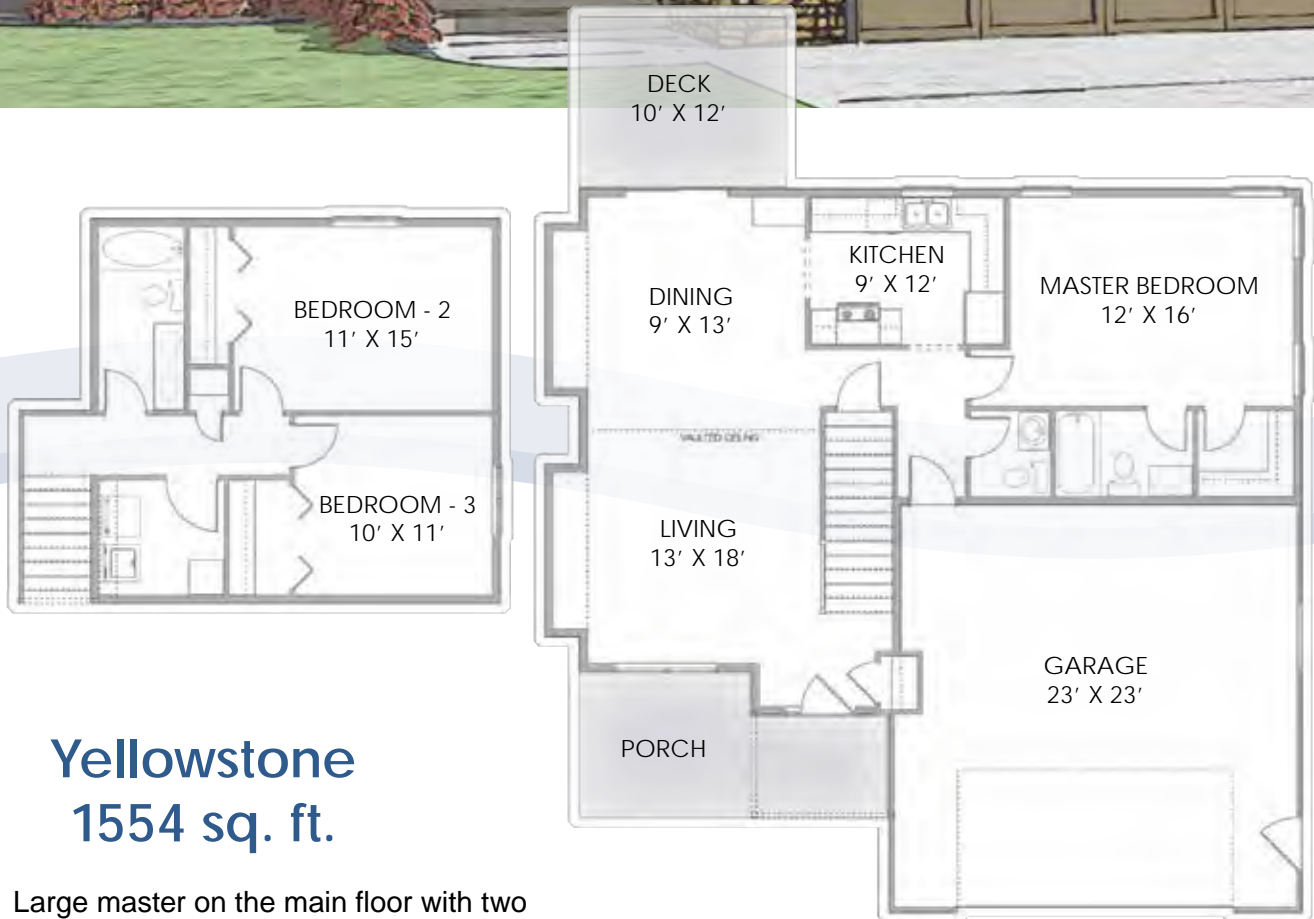 DECK
10' X 12'
BEDROOM - 2
11' X 15'
BEDROOM - 3
10' X 11'
DINING
9' X 13'
KITCHEN
9' X 12'
MASTER BEDROOM
12' X 16'
VAULTED CEILING
LIVING
13' X 18'
GARAGE
23' X 23'
PORCH
Yellowstone
1554 sq. ft.
Large master on the main floor with two